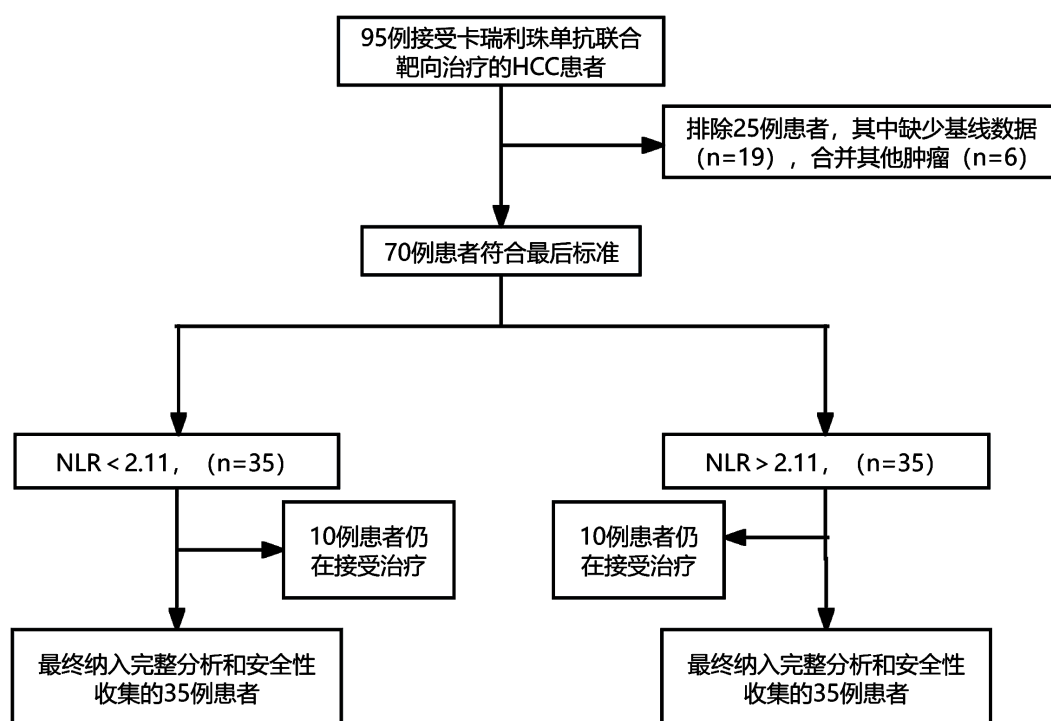 95例接受卡瑞利珠单抗联合
靶向治疗的HCC患者
排除25例患者，其中缺少基线数据
（n=19），合并其他肿瘤（n=6）
70例患者符合最后标准
NLR＜2.11，（n=35）
NLR＞2.11，（n=35）
10例患者仍
在接受治疗
10例患者仍
在接受治疗
最终纳入完整分析和安全性
收集的35例患者
最终纳入完整分析和安全性
收集的35例患者